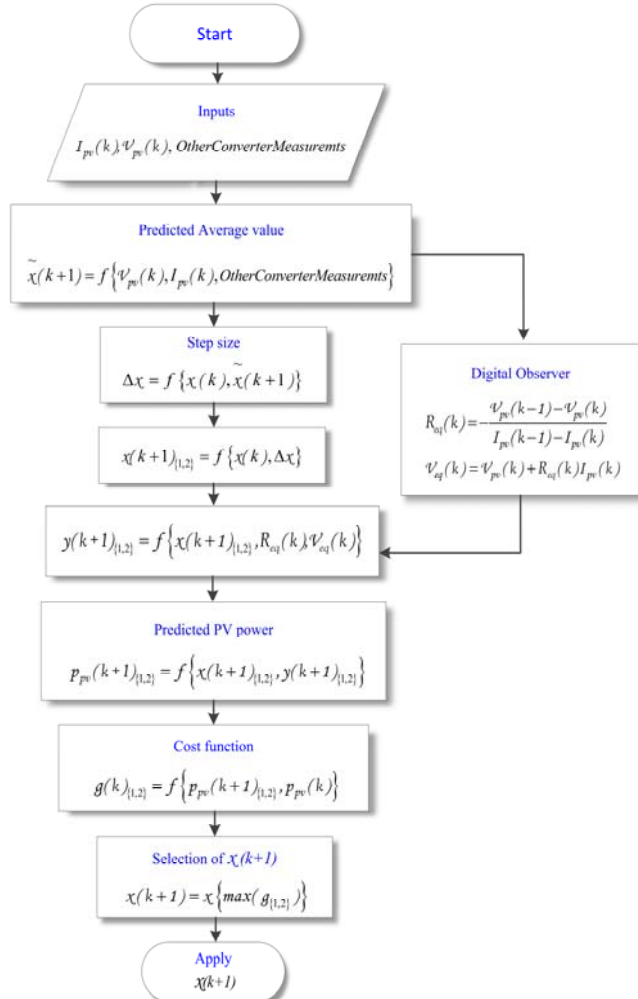 Start
Inputs
I_pv(k), V_pv(k), OtherConverterMeasuremts
Predicted Average value
x̃(k+1) = f{V_pv(k), I_pv(k), OtherConverterMeasuremts}
Step size
Δx = f{x(k), x̃(k+1)}
x(k+1)_{1,2} = f{x(k), Δx}
Digital Observer
R_eq(k) = -(V_pv(k-1) - V_pv(k)) / (I_pv(k-1) - I_pv(k))
V_eq(k) = V_pv(k) + R_eq(k)I_pv(k)
y(k+1)_{1,2} = f{x(k+1)_{1,2}, R_eq(k), V_eq(k)}
Predicted PV power
p_pv(k+1)_{1,2} = f{x(k+1)_{1,2}, y(k+1)_{1,2}}
Cost function
g(k)_{1,2} = f{p_pv(k+1)_{1,2}, p_pv(k)}
Selection of x(k+1)
x(k+1) = x{max(g_{1,2})}
Apply
x(k+1)